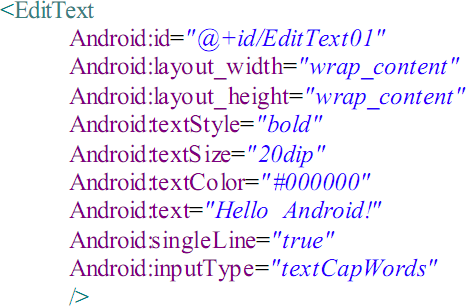 <EditText
Android:id="@+id/EditText01"
Android:layout_width="wrap_content"
Android:layout_height="wrap_content"
Android:textStyle="bold"
Android:textSize="20dip"
Android:textColor="#000000"
Android:text="Hello Android!"
Android:singleLine="true"
Android:inputType="textCapWords"
/>